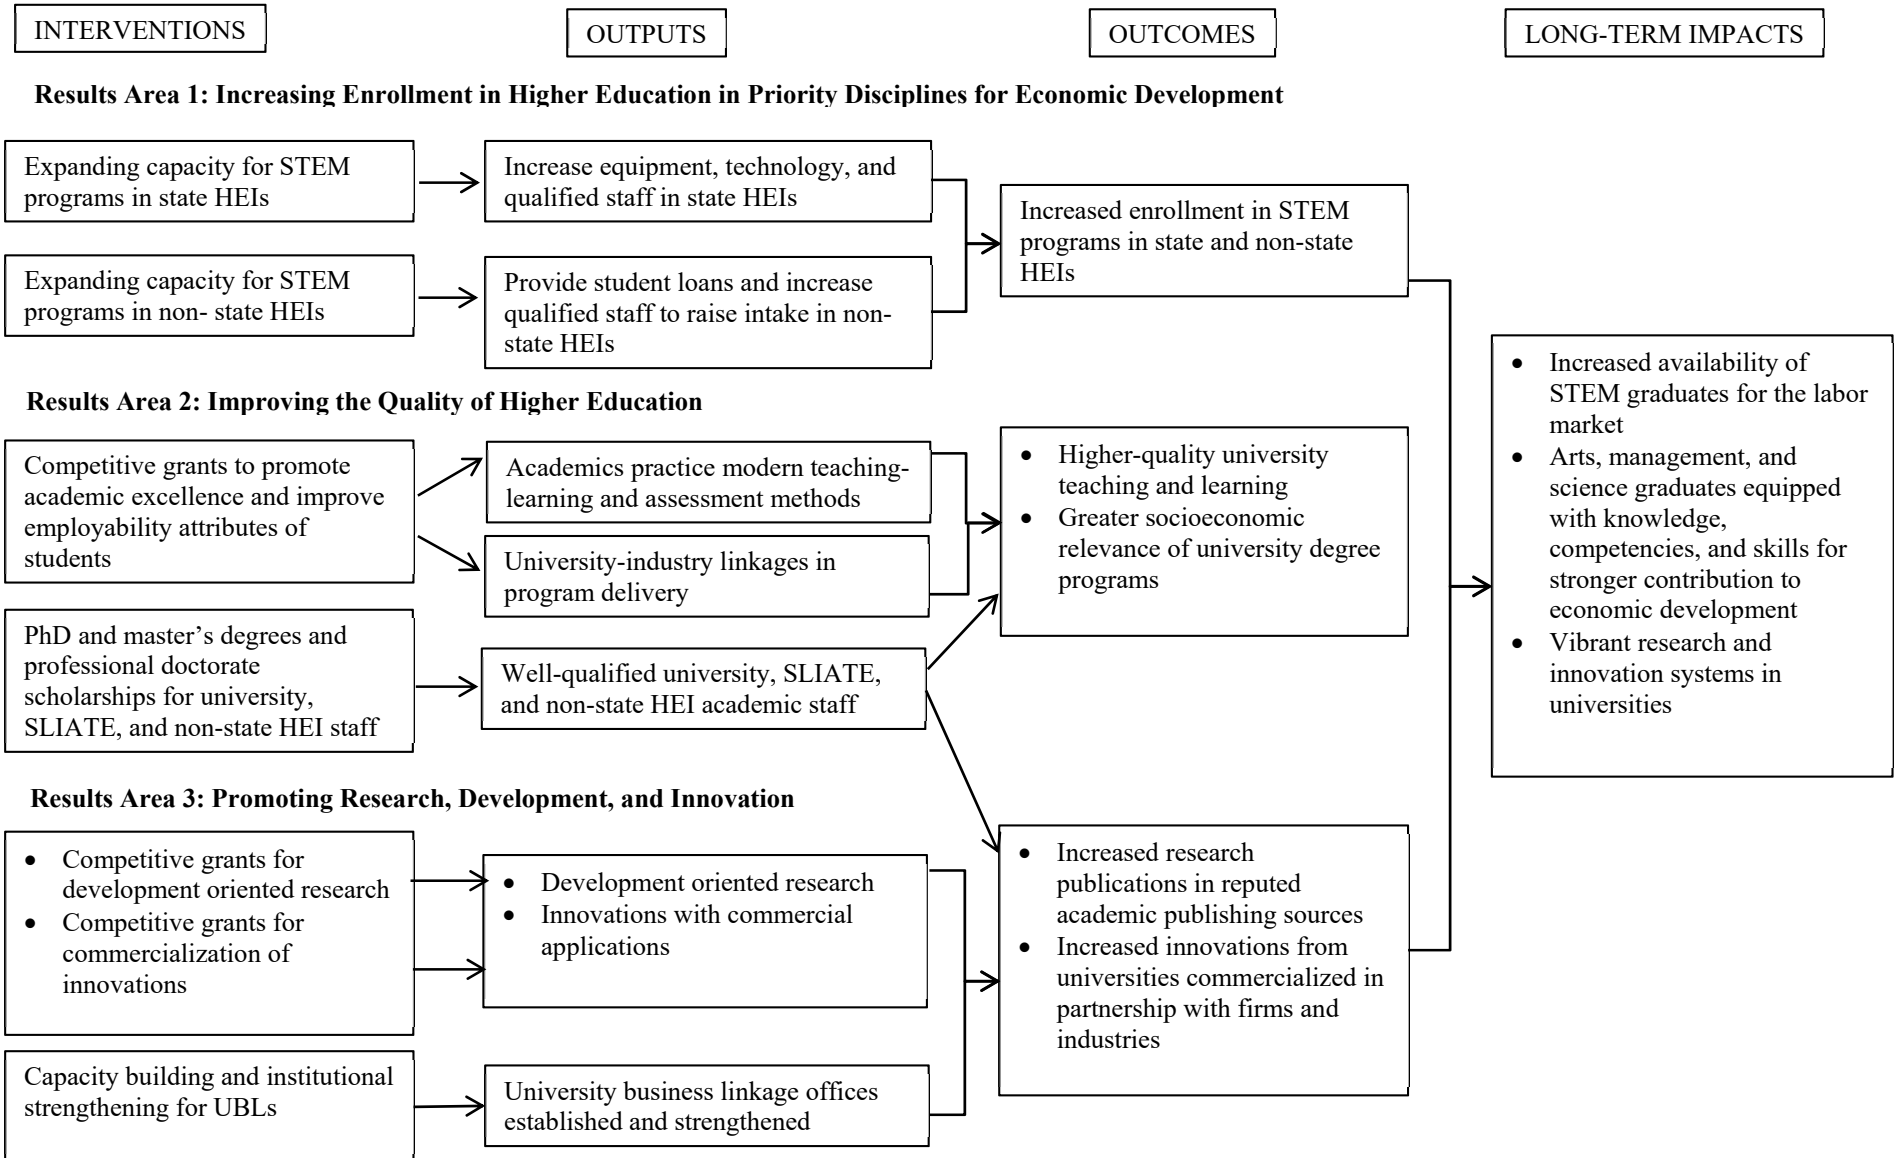 INTERVENTIONS
OUTPUTS
OUTCOMES
LONG-TERM IMPACTS
Results Area 1: Increasing Enrollment in Higher Education in Priority Disciplines for Economic Development
Expanding capacity for STEM
programs in state HEIs
Increase equipment, technology, and
qualified staff in state HEIs
Expanding capacity for STEM
programs in non- state HEIs
Provide student loans and increase
qualified staff to raise intake in non-
state HEIs
Increased enrollment in STEM
programs in state and non-state
HEIs
Results Area 2: Improving the Quality of Higher Education
Competitive grants to promote
academic excellence and improve
employability attributes of
students
Academics practice modern teaching-
learning and assessment methods
University-industry linkages in
program delivery
PhD and master’s degrees and
professional doctorate
scholarships for university,
SLIATE, and non-state HEI staff
Well-qualified university, SLIATE,
and non-state HEI academic staff
• Higher-quality university
teaching and learning
• Greater socioeconomic
relevance of university degree
programs
• Increased availability of
STEM graduates for the labor
market
• Arts, management, and
science graduates equipped
with knowledge,
competencies, and skills for
stronger contribution to
economic development
• Vibrant research and
innovation systems in
universities
Results Area 3: Promoting Research, Development, and Innovation
• Competitive grants for
development oriented research
• Competitive grants for
commercialization of
innovations
• Development oriented research
• Innovations with commercial
applications
Capacity building and institutional
strengthening for UBLs
University business linkage offices
established and strengthened
• Increased research
publications in reputed
academic publishing sources
• Increased innovations from
universities commercialized in
partnership with firms and
industries